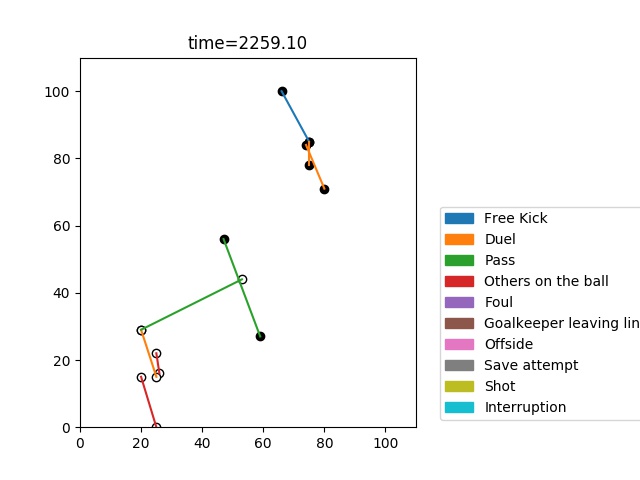 time=2259.10
100
80
60
40
20
0
0 20 40 60 80 100
Free Kick
Duel
Pass
Others on the ball
Foul
Goalkeeper leaving lin
Offside
Save attempt
Shot
Interruption